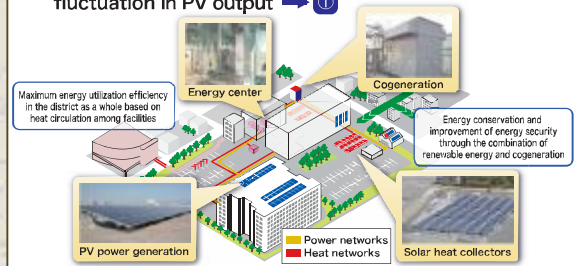 fluctuation in PV output ➡ ①
Energy center
Cogeneration
Maximum energy utilization efficiency
in the district as a whole based on
heat circulation among facilities
Energy conservation and
improvement of energy security
through the combination of
renewable energy and cogeneration
PV power generation
Power networks
Heat networks
Solar heat collectors